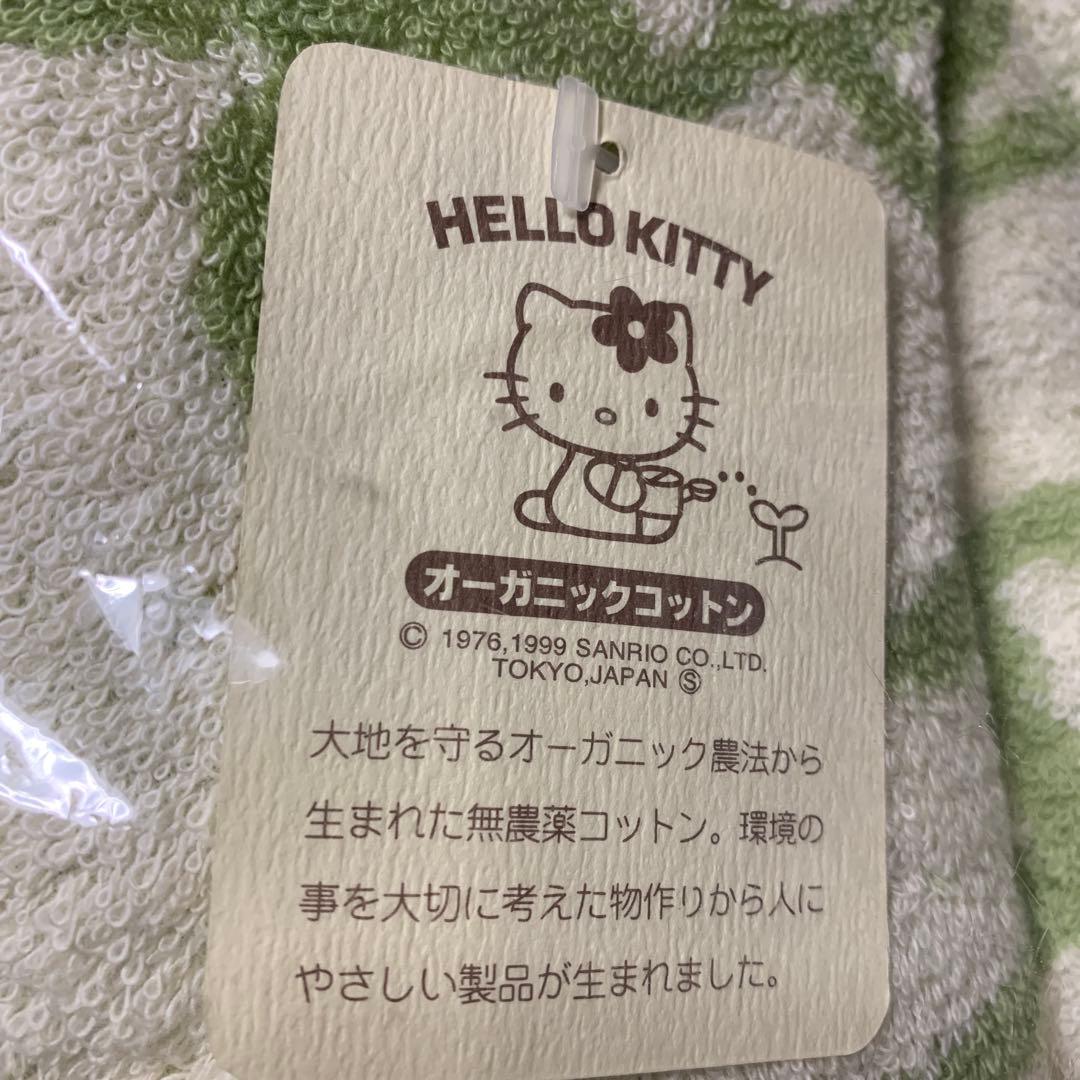 HELLO KITTY
オーガニックコットン
© 1976,1999 SANRIO CO.,LTD.
TOKYO,JAPAN Ⓢ
大地を守るオーガニック農法から
生まれた無農薬コットン。環境の
事を大切に考えた物作りから人に
やさしい製品が生まれました。